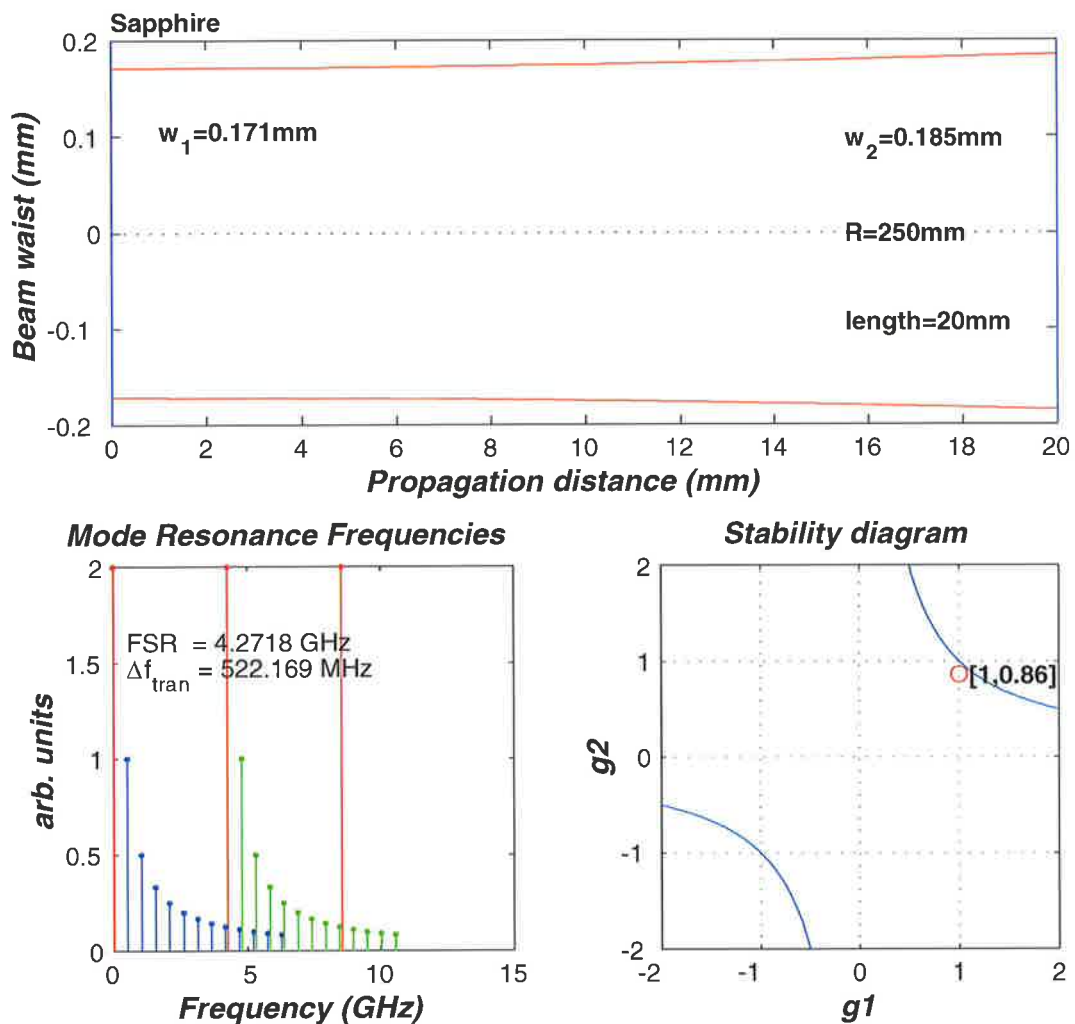 Sapphire
0.2
0.1
0
-0.1
-0.2
Beam waist (mm)
w1=0.171mm
w2=0.185mm
R=250mm
length=20mm
0 2 4 6 8 10 12 14 16 18 20
Propagation distance (mm)
Mode Resonance Frequencies
2
1.5
1
0.5
0
arb. units
FSR = 4.2718 GHz
Δftran = 522.169 MHz
0 5 10 15
Frequency (GHz)
Stability diagram
2
1
0
-1
-2
g2
[1,0.86]
-2 -1 0 1 2
g1